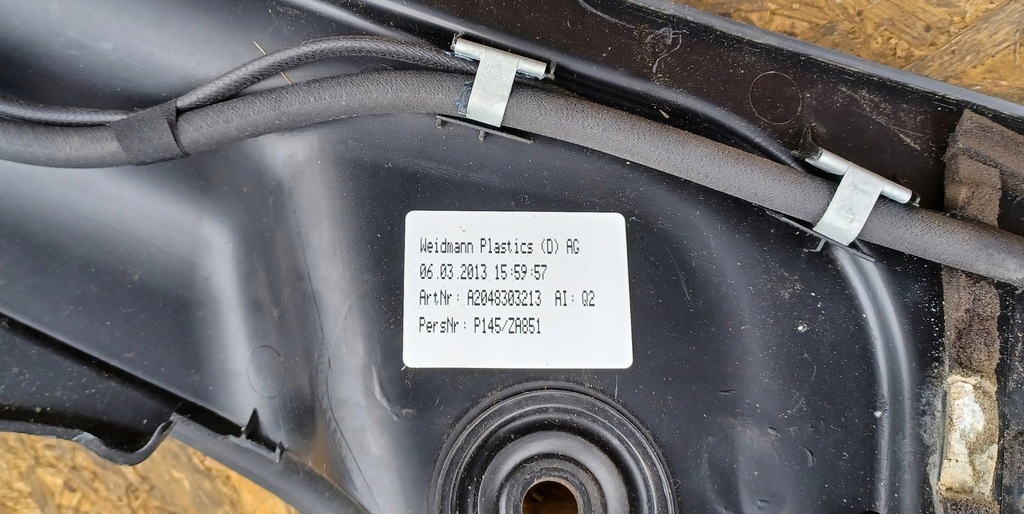 Weidmann Plastics (D) AG
06.03.2013 15:59:57
ArtNr: A2048303213 AI: Q2
PersNr: P145/ZA851